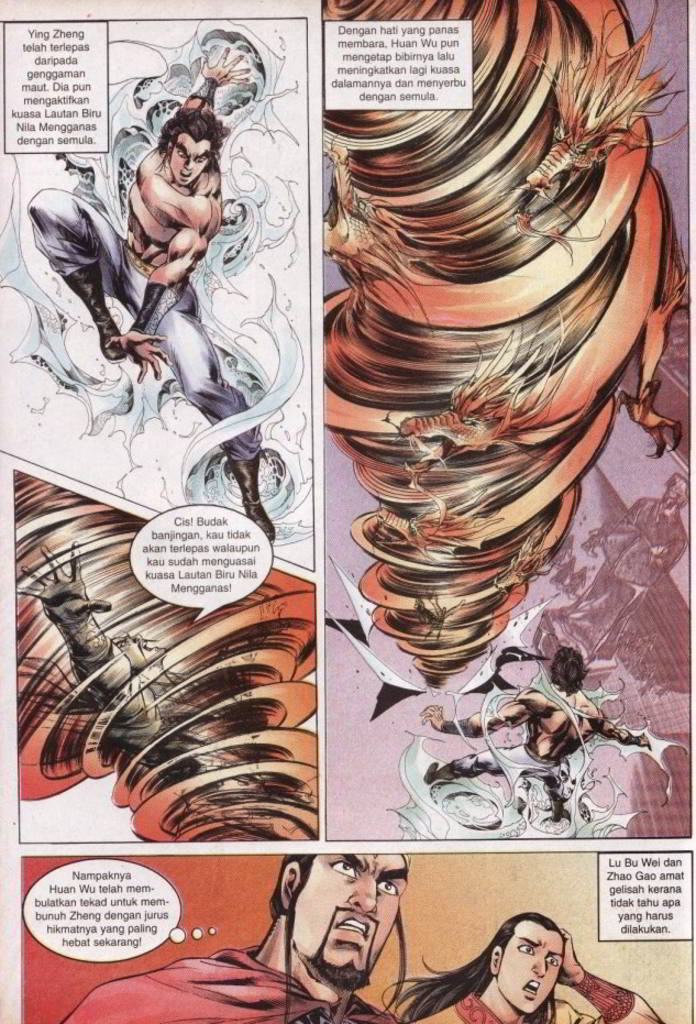 Ying Zheng
telah terlepas
daripada
genggaman
maut. Dia pun
mengaktifkan
kuasa Lautan Biru
Nila Mengganas
dengan semula.
Dengan hati yang panas
membara, Huan Wu pun
mengetap bibirnya lalu
meningkatkan lagi kuasa
dalamannya dan menyerbu
dengan semula.
Cis! Budak
banjingan, kau tidak
akan terlepas walaupun
kau sudah menguasai
kuasa Lautan Biru Nila
Mengganas!
Nampaknya
Huan Wu telah mem-
bulatkan tekad untuk mem-
bunuh Zheng dengan jurus
hikmatnya yang paling
hebat sekarang!
Lu Bu Wei dan
Zhao Gao amat
gelisah kerana
tidak tahu apa
yang harus
dilakukan.